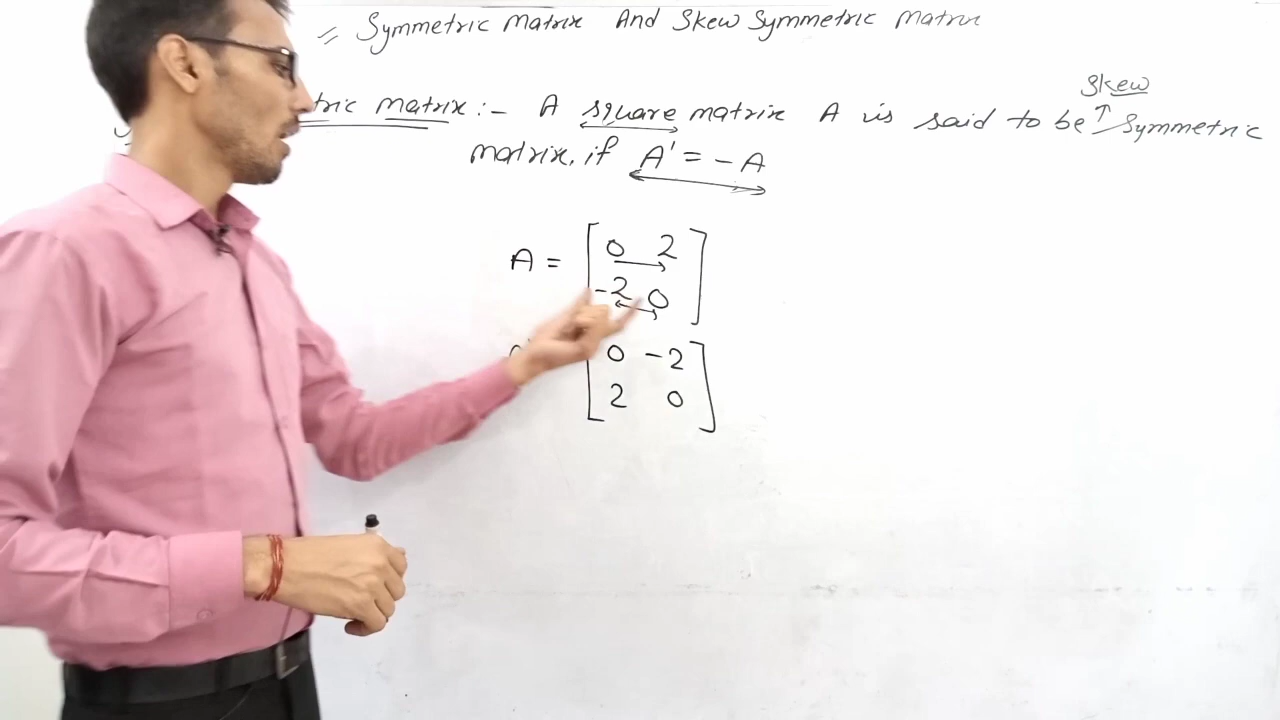 = Symmetric Matrix And Skew Symmetric Matrix
Skew
tric Matrix :- A square matrix A is said to be ↑ Symmetric
matrix, if A' = -A
A = [ 0 2
-2 0 ]
[ 0 -2
2 0 ]